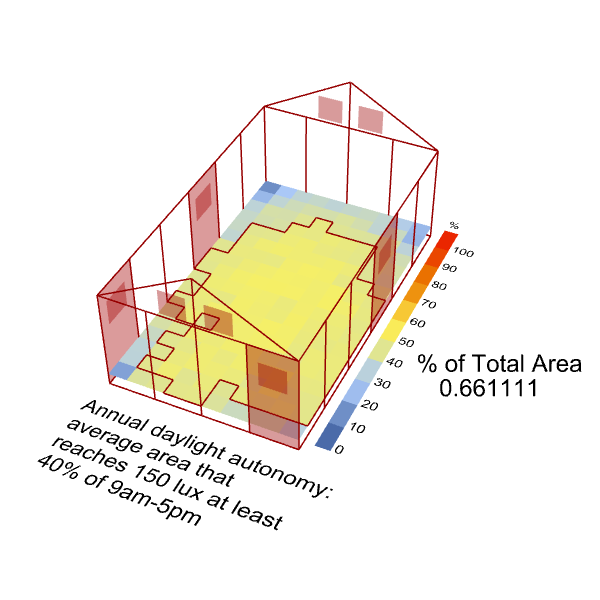 %
100
90
80
70
60
50
40
30
20
10
0
% of Total Area
0.661111
Annual daylight autonomy:
average area that
reaches 150 lux at least
40% of 9am-5pm